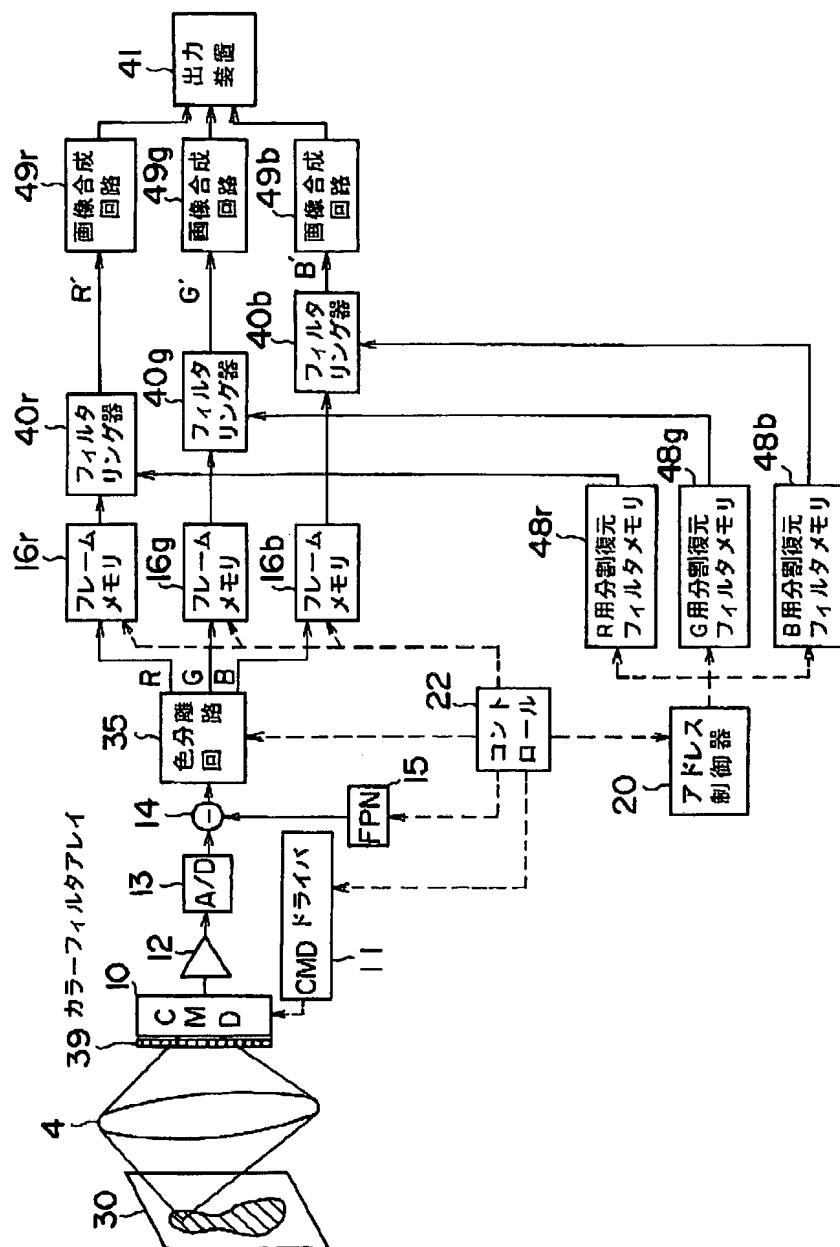 30
4
39 カラーフィルタアレイ
10
CMD
12
13
A/D
14
−
CMD ドライバ
11
FPN
15
35
色分離
回路
R
G
B
22
コント
ロール
20
アドレス
制御器
16r
フレーム
メモリ
16g
フレーム
メモリ
16b
フレーム
メモリ
40r
フィルタ
リング器
40g
フィルタ
リング器
40b
フィルタ
リング器
48r
R用分割復元
フィルタメモリ
48g
G用分割復元
フィルタメモリ
48b
B用分割復元
フィルタメモリ
R´
G´
B´
49r
画像合成
回路
49g
画像合成
回路
49b
画像合成
回路
41
出力
装置